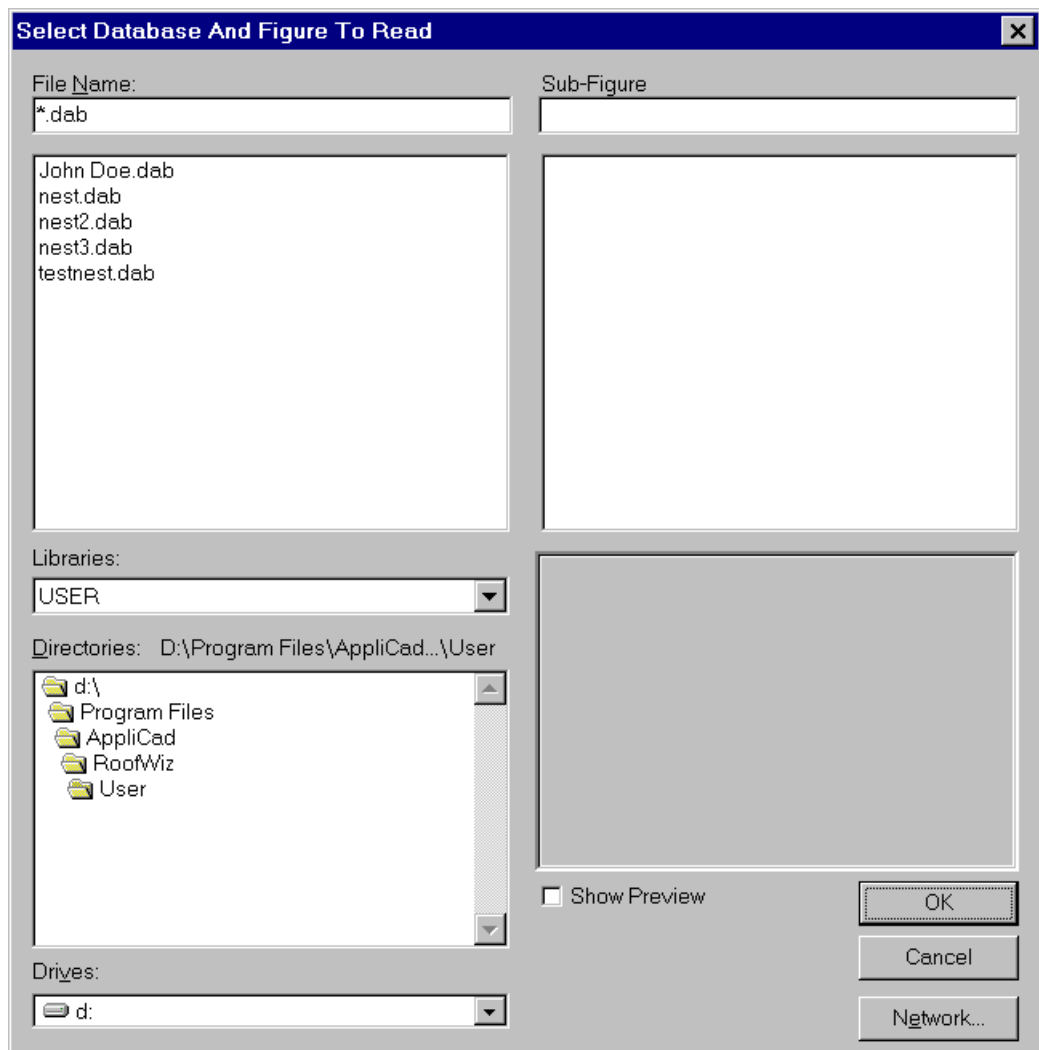 Select Database And Figure To Read
File Name:
*.dab
John Doe.dab
nest.dab
nest2.dab
nest3.dab
testnest.dab
Libraries:
USER
Directories: D:\Program Files\AppliCad...\User
d:\
Program Files
AppliCad
RoofWiz
User
Drives:
d:
Sub-Figure
Show Preview
OK
Cancel
Network...